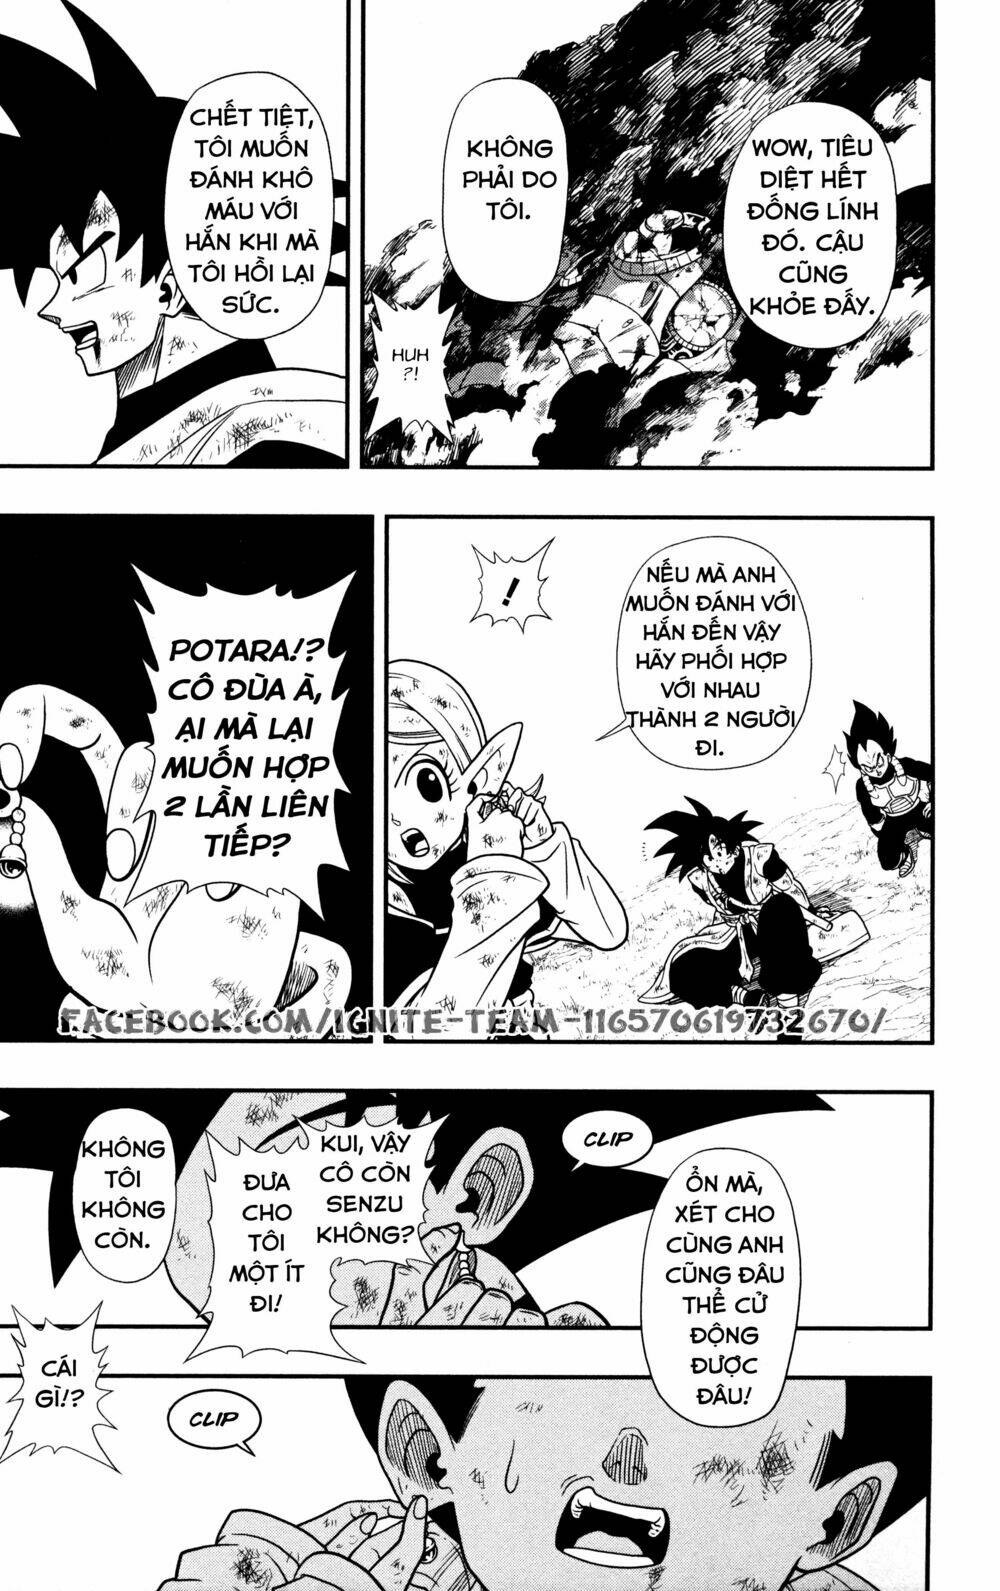 WOW, TIÊU
DIỆT HẾT
ĐỐNG LÍNH
ĐÓ. CẬU
CŨNG
KHỎE ĐẤY.
KHÔNG
PHẢI DO
TÔI.
HUH
?!
CHẾT TIỆT,
TÔI MUỐN
ĐÁNH KHÔ
MÁU VỚI
HẮN KHI MÀ
TÔI HỒI LẠI
SỨC.
NẾU MÀ ANH
MUỐN ĐÁNH VỚI
HẮN ĐẾN VẬY
HÃY PHỐI HỢP
VỚI NHAU
THÀNH 2 NGƯỜI
ĐI.
!
POTARA!?
CÔ ĐÙA À,
ẠI MÀ LẠI
MUỐN HỢP
2 LẦN LIÊN
TIẾP?
FACEBOOK.COM/IGNITE-TEAM-116570619732670/
CLIP
ỔN MÀ,
XÉT CHO
CÙNG ANH
CŨNG ĐÂU
THỂ CỬ
ĐỘNG
ĐƯỢC
ĐÂU!
KUI, VẬY
CÔ CÒN
SENZU
KHÔNG?
ĐƯA
CHO
TÔI
MỘT ÍT
ĐI!
KHÔNG
TÔI
KHÔNG
CÒN.
CLIP
CÁI
GÌ!?